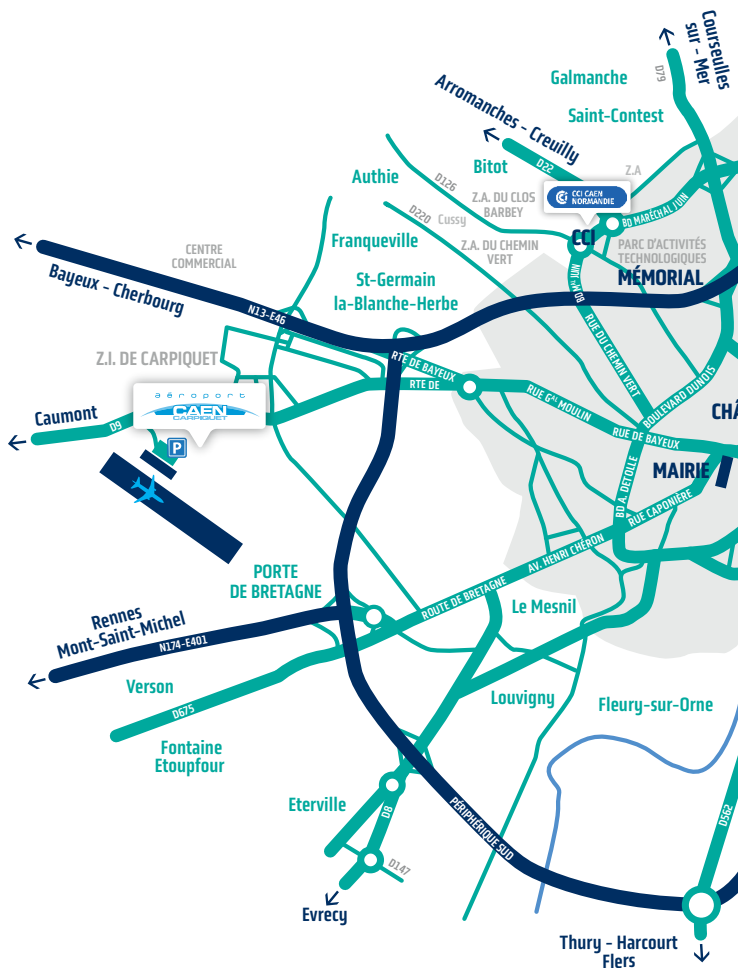 Courseulles
sur - Mer
D79
Galmanche
Saint-Contest
Arromanches - Creuilly
D22
Bitot
Z.A
Authie
D126
Z.A. DU CLOS
BARBEY
CCI CAEN
NORMANDIE
BD MARÉCHAL JUIN
D220
Cussy
CCI
Z.A. DU CHEMIN
VERT
PARC D'ACTIVITÉS
TECHNOLOGIQUES
MÉMORIAL
Franqueville
CENTRE
COMMERCIAL
Bayeux - Cherbourg
St-Germain
la-Blanche-Herbe
N13-E46
RUE DU CHEMIN VERT
BOULEVARD DUNOIS
Z.I. DE CARPIQUET
RTE DE BAYEUX
RTE DE
RUE GAL MOULIN
RUE DE BAYEUX
aéroport
CAEN
CARPIQUET
Caumont
D9
P
CHÂ
MAIRIE
BD A. DETOLLE
RUE CAPONIÈRE
AV. HENRI CHÉRON
ROUTE DE BRETAGNE
PORTE
DE BRETAGNE
Le Mesnil
Rennes
Mont-Saint-Michel
N174-E401
Verson
D675
Louvigny
Fleury-sur-Orne
Fontaine
Etoupfour
Eterville
D8
PÉRIPHÉRIQUE SUD
D562
D147
Evrecy
Thury - Harcourt
Flers